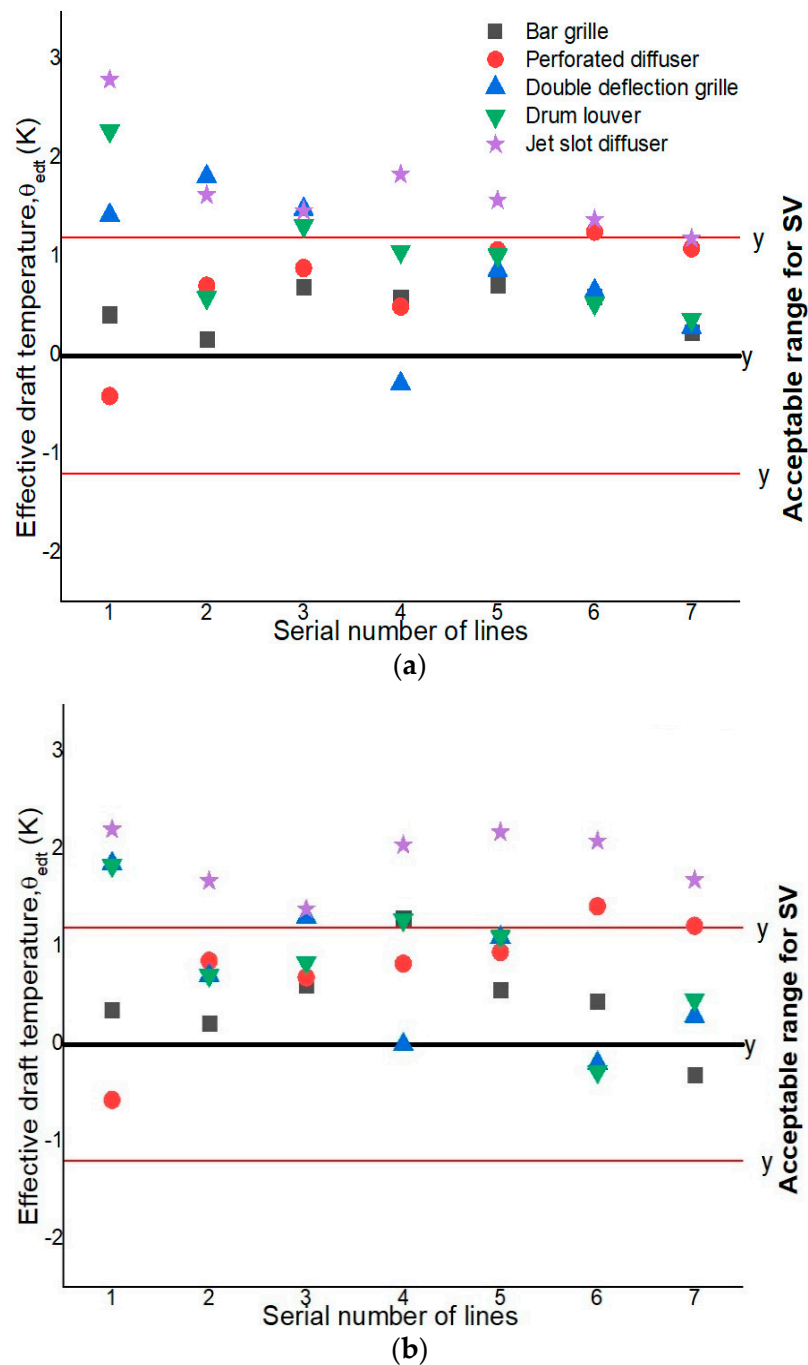 Bar grille
Perforated diffuser
Double deflection grille
Drum louver
Jet slot diffuser
Effective draft temperature,θedt (K)
3
2
1
0
-1
-2
y
y
y
Acceptable range for SV
1 2 3 4 5 6 7
Serial number of lines
(a)
Effective draft temperature,θedt (K)
3
2
1
0
-1
-2
y
y
y
Acceptable range for SV
1 2 3 4 5 6 7
Serial number of lines
(b)